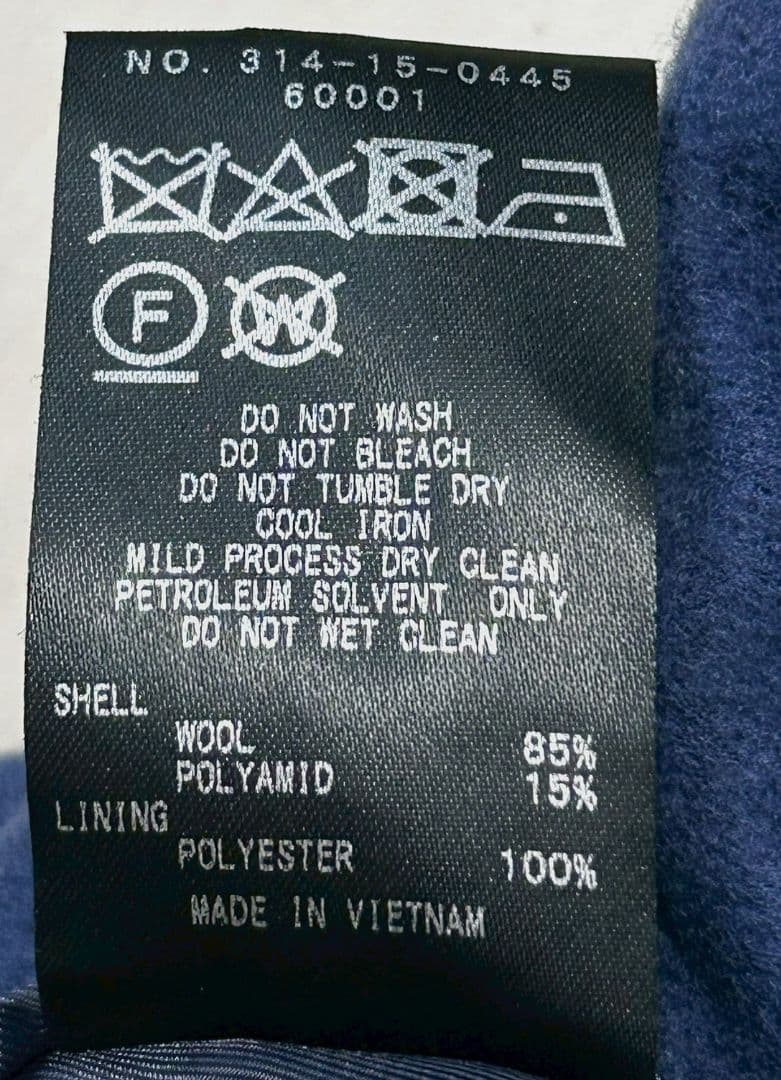 NO. 314-15-0445
60001
F W
DO NOT WASH
DO NOT BLEACH
DO NOT TUMBLE DRY
COOL IRON
MILD PROCESS DRY CLEAN
PETROLEUM SOLVENT ONLY
DO NOT WET CLEAN
SHELL
WOOL 85%
POLYAMID 15%
LINING
POLYESTER 100%
MADE IN VIETNAM